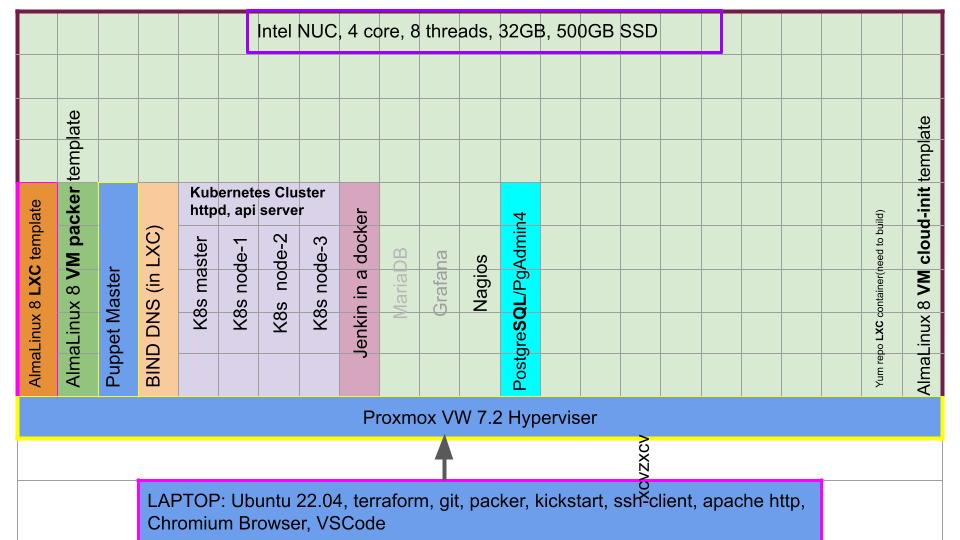 Intel NUC, 4 core, 8 threads, 32GB, 500GB SSD
AlmaLinux 8 LXC template
AlmaLinux 8 VM packer template
Puppet Master
BIND DNS (in LXC)
Kubernetes Cluster
httpd, api server
K8s master
K8s node-1
K8s node-2
K8s node-3
Jenkin in a docker
MariaDB
Grafana
Nagios
PostgreSQL/PgAdmin4
Yum repo LXC container(need to build)
AlmaLinux 8 VM cloud-init template
Proxmox VW 7.2 Hyperviser
xcvzxcv
LAPTOP: Ubuntu 22.04, terraform, git, packer, kickstart, ssh-client, apache http,
Chromium Browser, VSCode